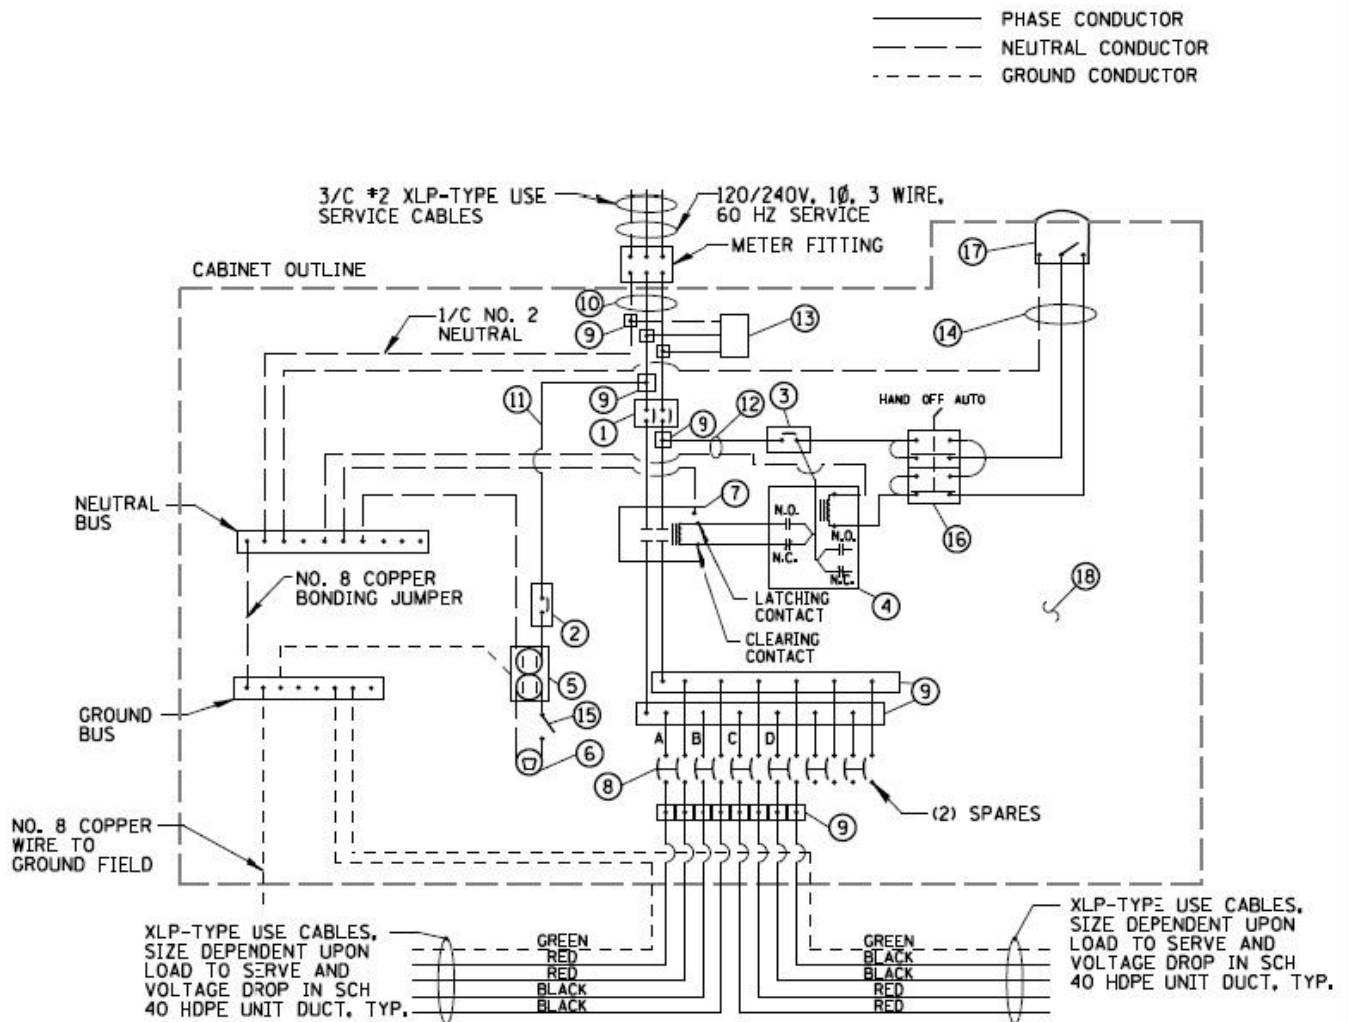 PHASE CONDUCTOR
NEUTRAL CONDUCTOR
GROUND CONDUCTOR
3/C #2 XLP-TYPE USE
SERVICE CABLES
120/240V, 1Ø, 3 WIRE,
60 HZ SERVICE
METER FITTING
17
CABINET OUTLINE
10
13
14
1/C NO. 2
NEUTRAL
9
11
9
12
3
HAND OFF AUTO
1
9
NEUTRAL
BUS
7
N.O.
N.O.
16
N.C.
N.C.
NO. 8 COPPER
BONDING JUMPER
18
LATCHING
CONTACT
4
2
CLEARING
CONTACT
5
9
GROUND
BUS
15
A
B
C
D
6
8
(2) SPARES
9
NO. 8 COPPER
WIRE TO
GROUND FIELD
XLP-TYPE USE CABLES,
SIZE DEPENDENT UPON
LOAD TO SERVE AND
VOLTAGE DROP IN SCH
40 HDPE UNIT DUCT, TYP.
GREEN
RED
RED
BLACK
BLACK
GREEN
BLACK
BLACK
RED
RED
XLP-TYPE USE CABLES,
SIZE DEPENDENT UPON
LOAD TO SERVE AND
VOLTAGE DROP IN SCH
40 HDPE UNIT DUCT, TYP.